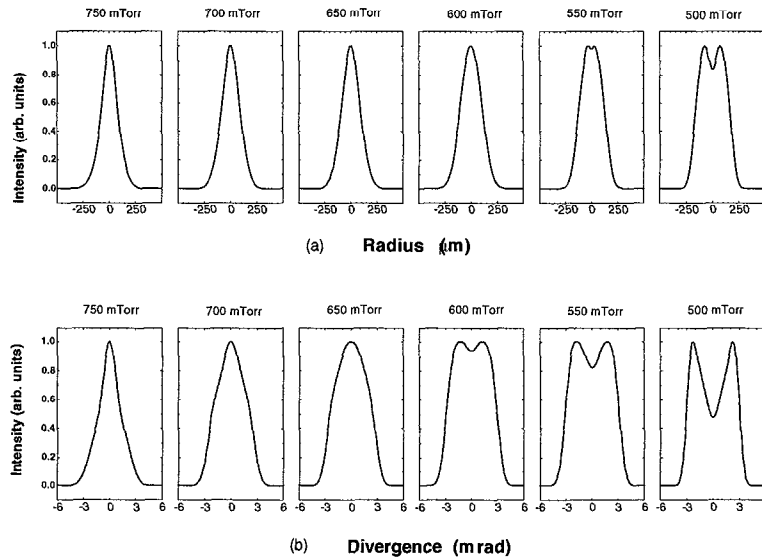 750 mTorr 700 mTorr 650 mTorr 600 mTorr 550 mTorr 500 mTorr
Intensity (arb. units)
1.0
0.8
0.6
0.4
0.2
0.0
-250 0 250 -250 0 250 -250 0 250 -250 0 250 -250 0 250 -250 0 250
(a) Radius (μm)
750 mTorr 700 mTorr 650 mTorr 600 mTorr 550 mTorr 500 mTorr
Intensity (arb. units)
1.0
0.8
0.6
0.4
0.2
0.0
-6 -3 0 3 6 -3 0 3 6 -3 0 3 6 -3 0 3 6 -3 0 3 6 -3 0 3 6
(b) Divergence (mrad)